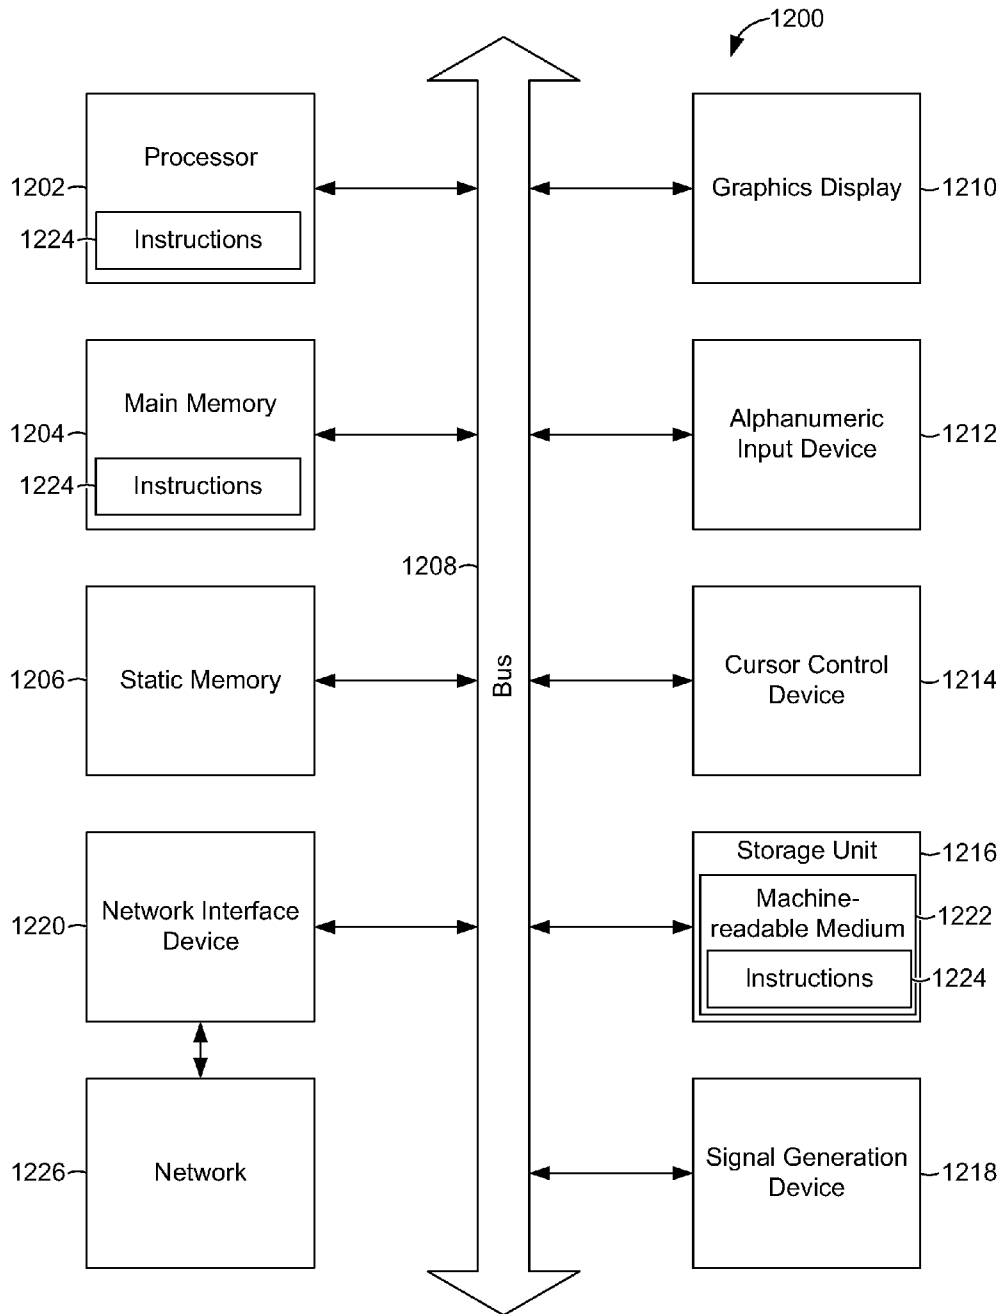 1200
Processor
1202
1224
Instructions
Graphics Display
1210
Main Memory
1204
1224
Instructions
Alphanumeric
Input Device
1212
1208
Bus
Static Memory
1206
Cursor Control
Device
1214
Network Interface
Device
1220
Storage Unit
1216
Machine-
readable Medium
1222
Instructions
1224
Network
1226
Signal Generation
Device
1218